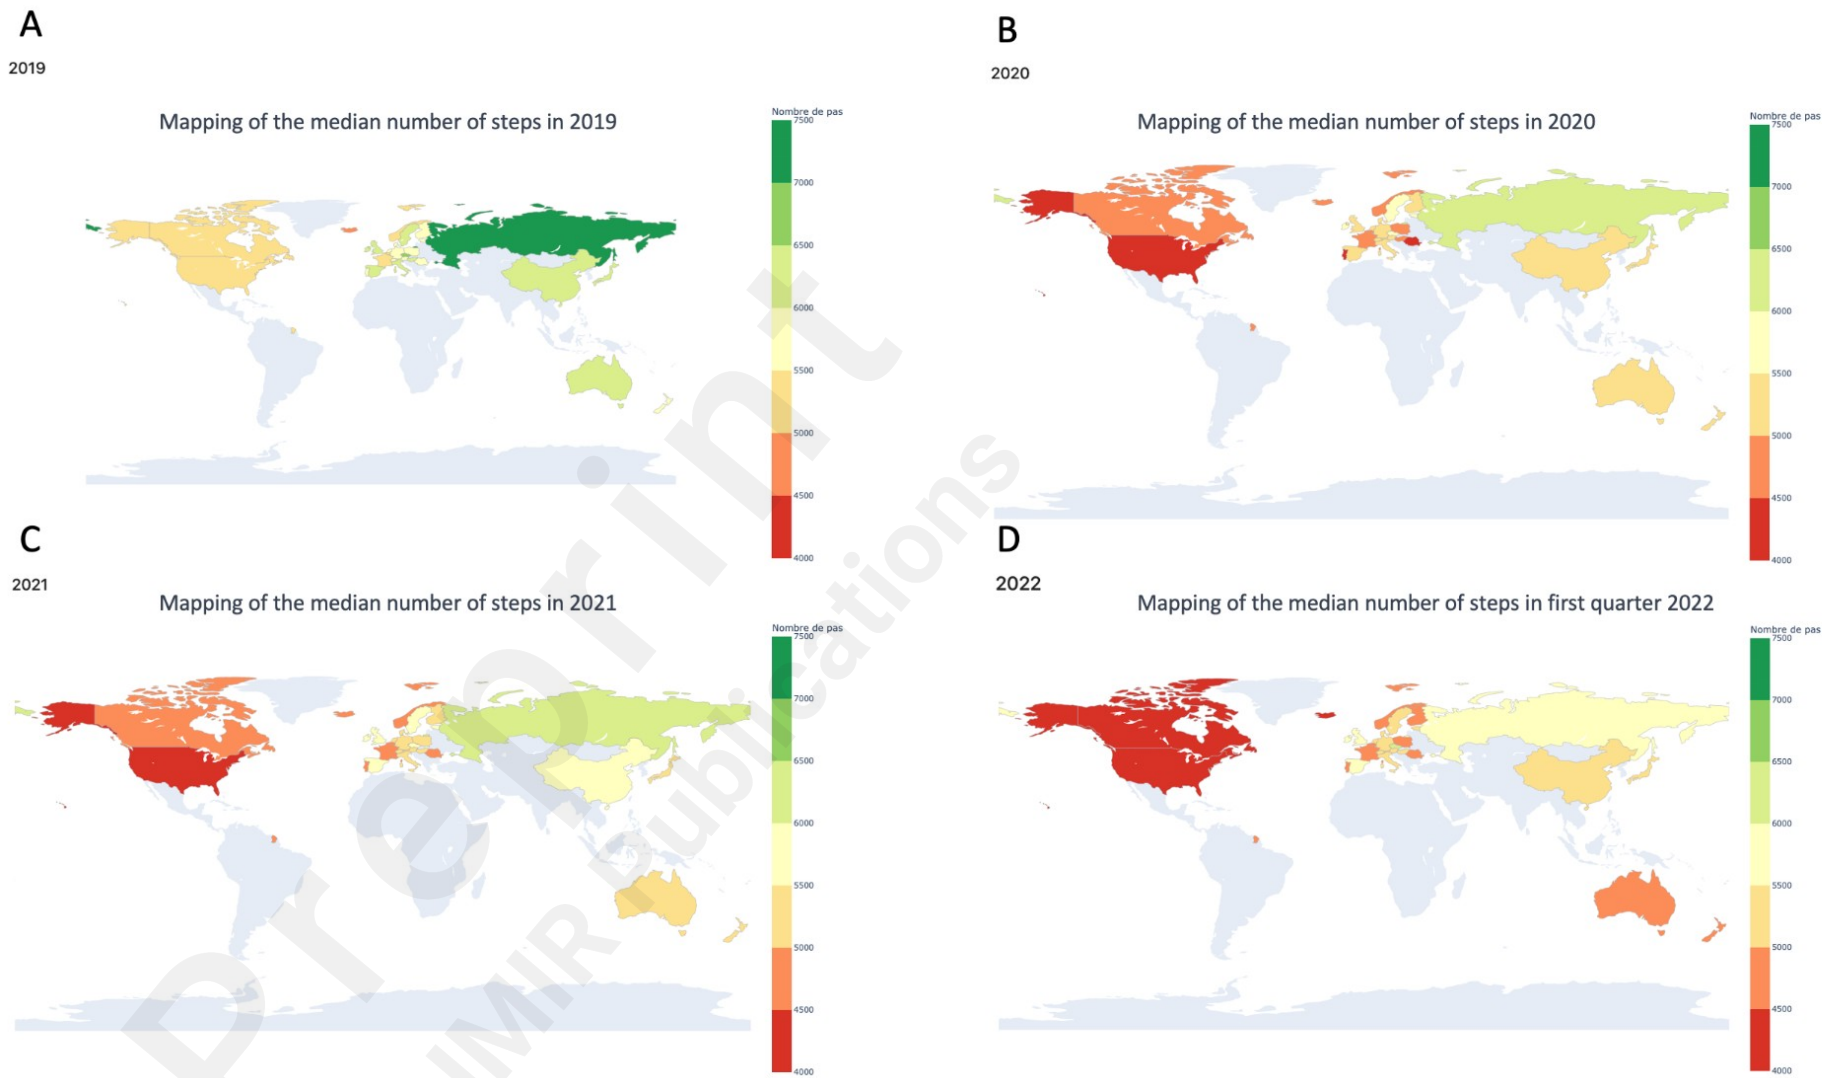 A
2019
Mapping of the median number of steps in 2019
Nombre de pas
7500
7000
6500
6000
5500
5000
4500
4000
B
2020
Mapping of the median number of steps in 2020
Nombre de pas
7500
7000
6500
6000
5500
5000
4500
4000
C
2021
Mapping of the median number of steps in 2021
Nombre de pas
7500
7000
6500
6000
5500
5000
4500
4000
D
2022
Mapping of the median number of steps in first quarter 2022
Nombre de pas
7500
7000
6500
6000
5500
5000
4500
4000
Preprint
JMIR Publications